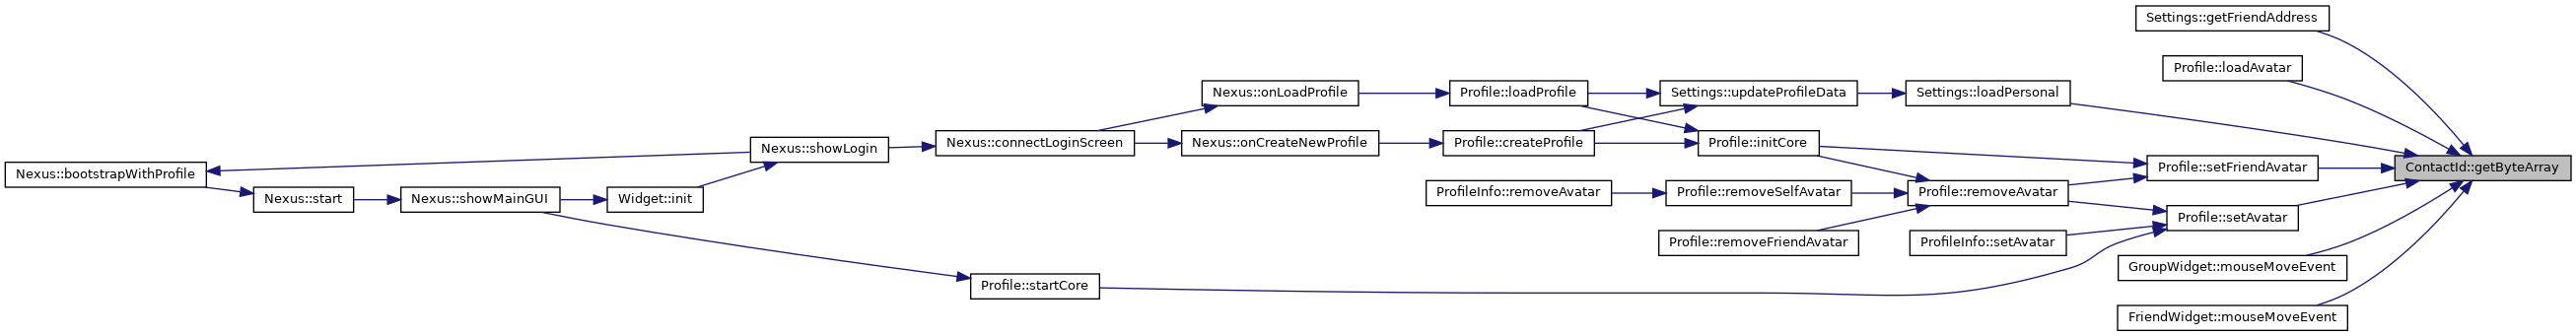 Settings::getFriendAddress
Profile::loadAvatar
Nexus::onLoadProfile
Profile::loadProfile
Settings::updateProfileData
Settings::loadPersonal
Nexus::showLogin
Nexus::connectLoginScreen
Nexus::onCreateNewProfile
Profile::createProfile
Profile::initCore
Profile::setFriendAvatar
ContactId::getByteArray
Nexus::bootstrapWithProfile
Nexus::start
Nexus::showMainGUI
Widget::init
ProfileInfo::removeAvatar
Profile::removeSelfAvatar
Profile::removeAvatar
Profile::setAvatar
Profile::removeFriendAvatar
ProfileInfo::setAvatar
GroupWidget::mouseMoveEvent
Profile::startCore
FriendWidget::mouseMoveEvent